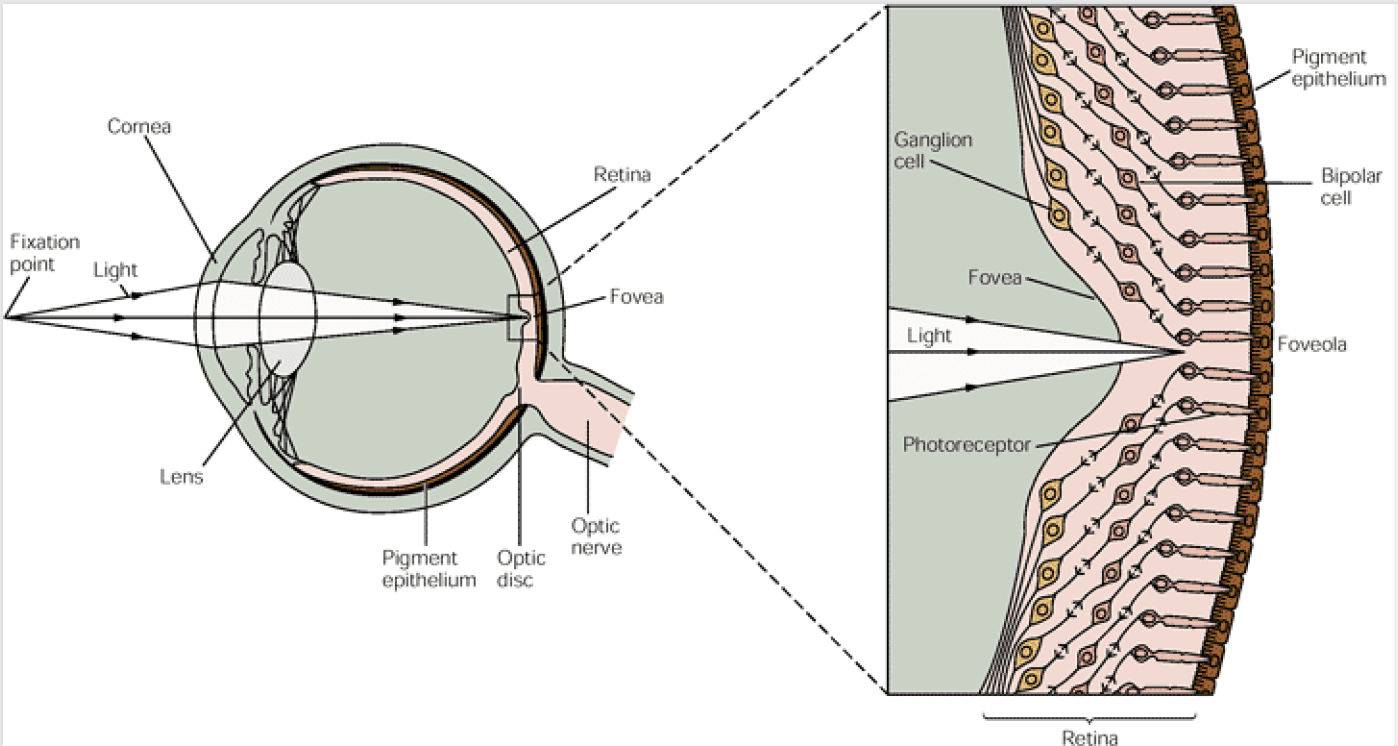 Cornea
Fixation
point
Light
Lens
Retina
Fovea
Pigment
epithelium
Optic
disc
Optic
nerve
Ganglion
cell
Fovea
Light
Photoreceptor
Pigment
epithelium
Bipolar
cell
Foveola
Retina